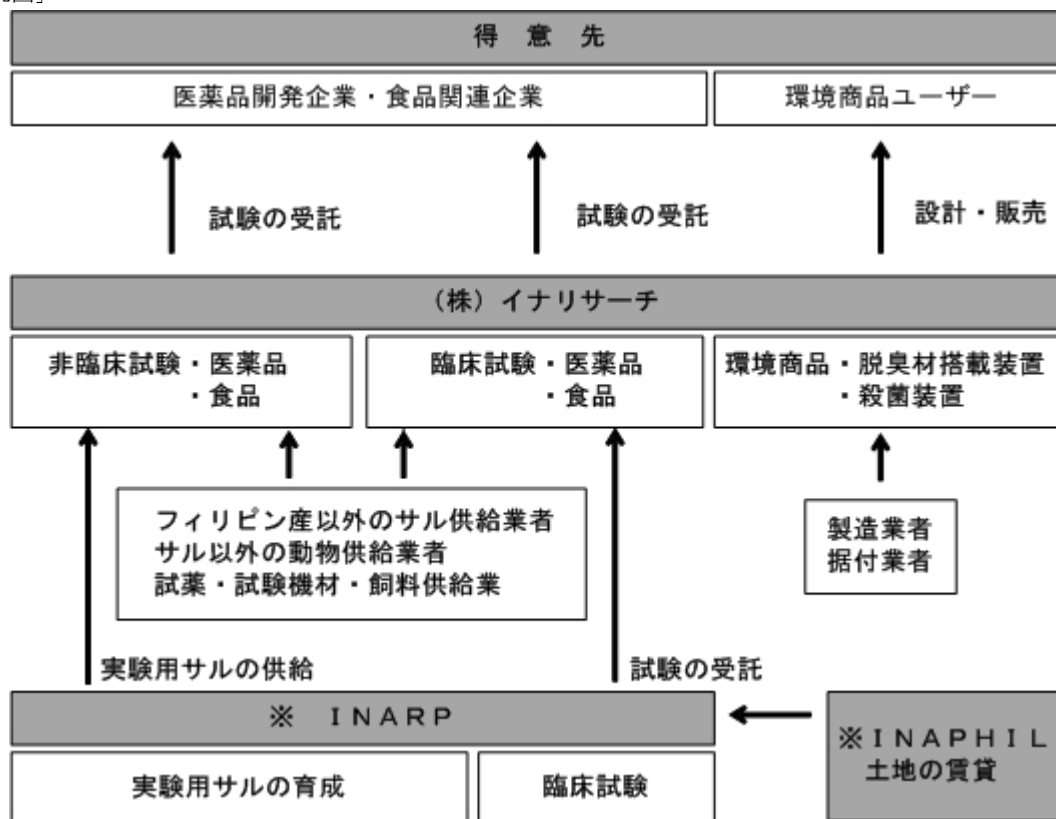 得 意 先
医薬品開発企業・食品関連企業
環境商品ユーザー
試験の受託
試験の受託
設計・販売
（株）イナリサーチ
非臨床試験・医薬品
・食品
臨床試験・医薬品
・食品
環境商品・脱臭材搭載装置
・殺菌装置
フィリピン産以外のサル供給業者
サル以外の動物供給業者
試薬・試験機材・飼料供給業
製造業者
据付業者
実験用サルの供給
試験の受託
※ ＩＮＡＲＰ
※ＩＮＡＰＨＩＬ
土地の賃貸
実験用サルの育成
臨床試験